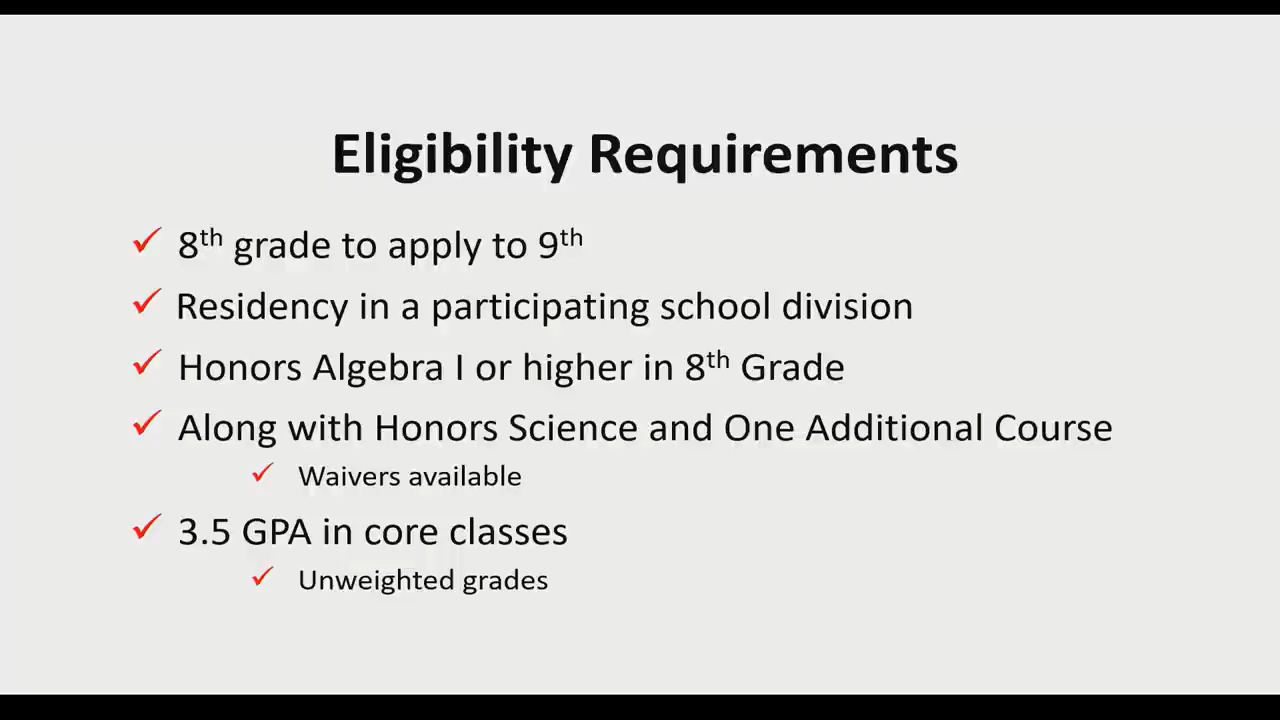 Eligibility Requirements
✓ 8th grade to apply to 9th
✓ Residency in a participating school division
✓ Honors Algebra I or higher in 8th Grade
✓ Along with Honors Science and One Additional Course
✓ Waivers available
✓ 3.5 GPA in core classes
✓ Unweighted grades